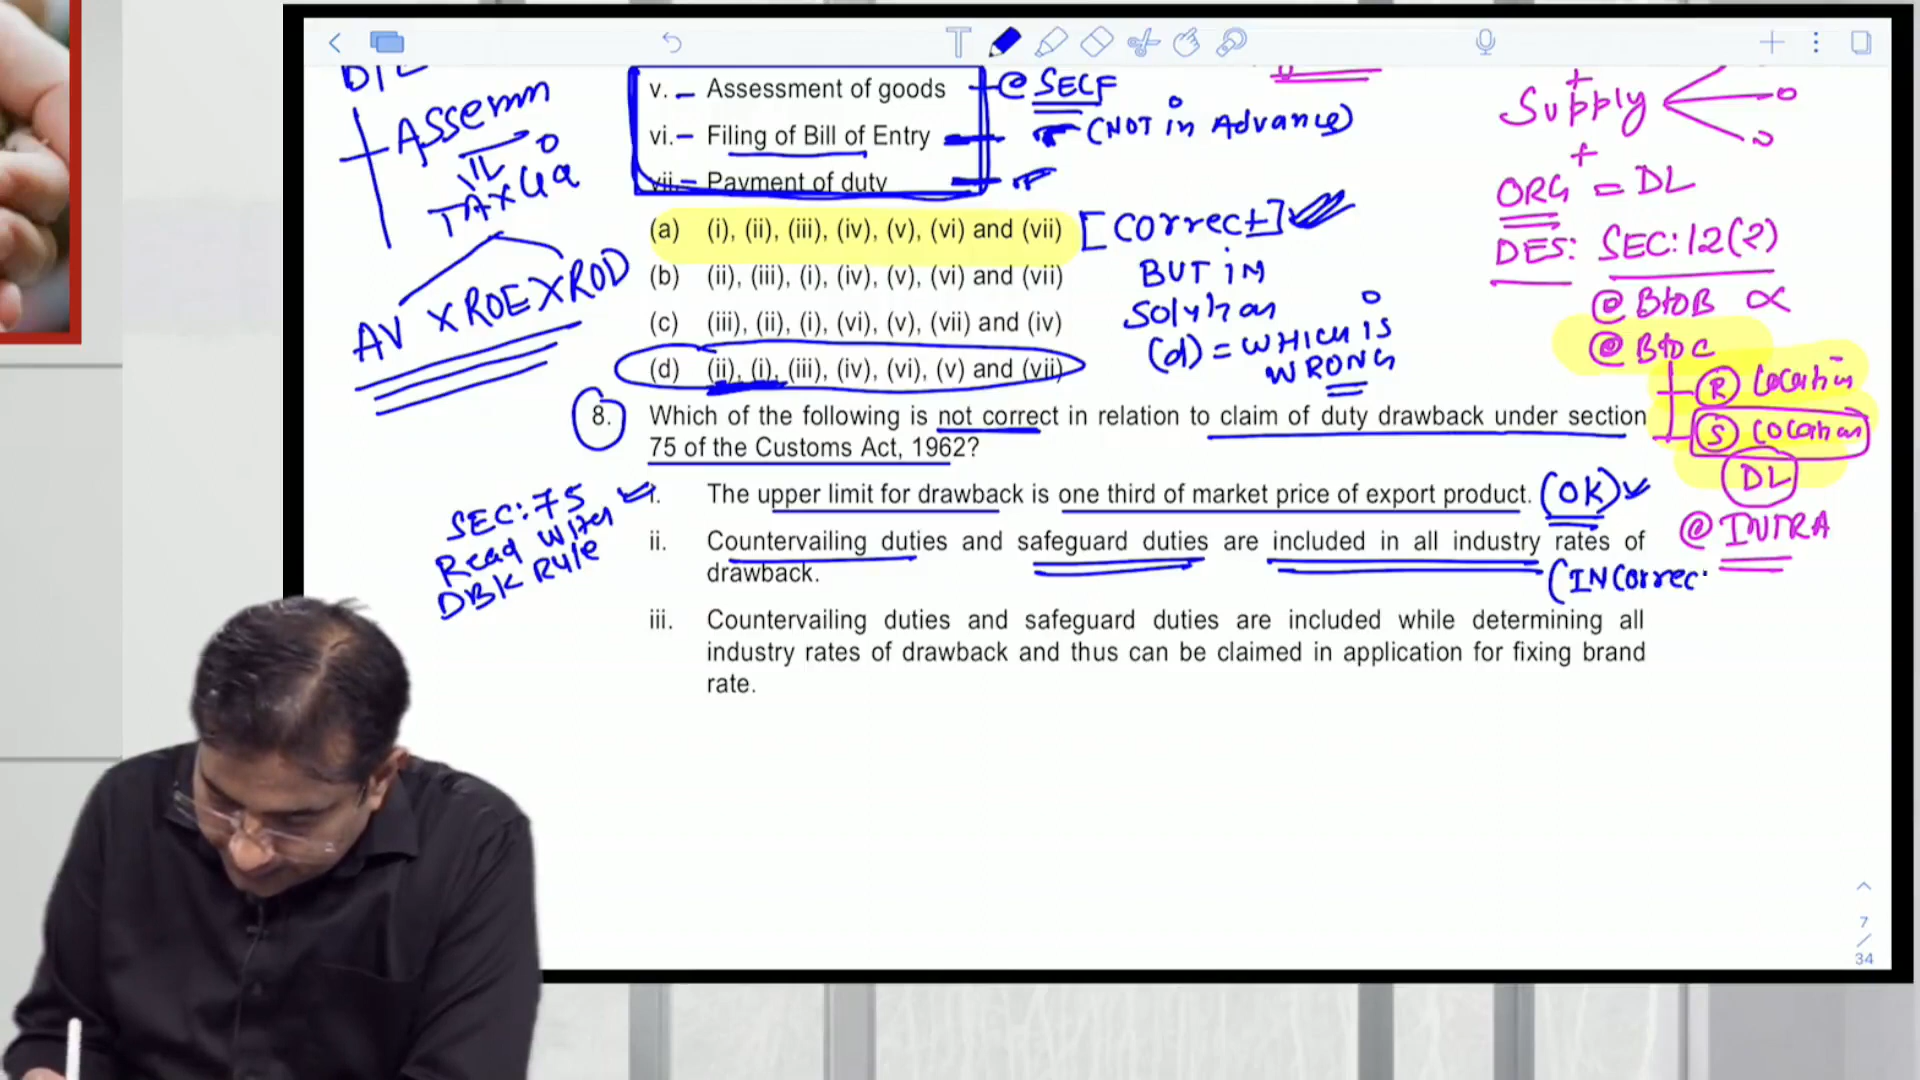 D/L
Assemn
TAX Liа
AV X ROE X ROD
v. Assessment of goods
@ SELF
vi. Filing of Bill of Entry
(NOT in Advance)
vii. Payment of duty
(a) (i), (ii), (iii), (iv), (v), (vi) and (vii)
[Correct]
(b) (ii), (iii), (i), (iv), (v), (vi) and (vii)
BUT in
(c) (iii), (ii), (i), (vi), (v), (vii) and (iv)
Solution
(d) (ii), (i), (iii), (iv), (vi), (v) and (vii)
(d) = WHICH is
WRONG
8. Which of the following is not correct in relation to claim of duty drawback under section
75 of the Customs Act, 1962?
SEC:75
Read With
DBK Rule
i. The upper limit for drawback is one third of market price of export product.
(OK)
ii. Countervailing duties and safeguard duties are included in all industry rates of
drawback.
(INCorrec
iii. Countervailing duties and safeguard duties are included while determining all
industry rates of drawback and thus can be claimed in application for fixing brand
rate.
+
Supply
+
ORG = DL
DES: SEC:12(2)
@ BtoB
@ BtoC
(R) Location
(S) Location
DL
@ INTRA
7
/
34